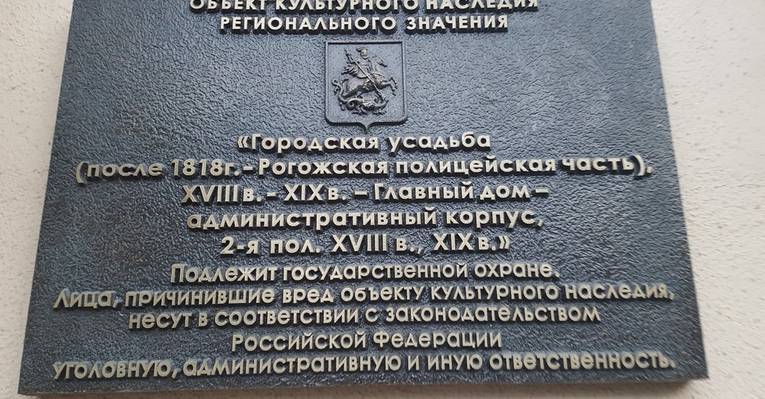 ОБЪЕКТ КУЛЬТУРНОГО НАСЛЕДИЯ
РЕГИОНАЛЬНОГО ЗНАЧЕНИЯ
«Городская усадьба
(после 1818г.-Рогожская полицейская часть),
XVIII в. - XIX в. – Главный дом –
административный корпус,
2-я пол. XVIII в., XIX в.»
Подлежит государственной охране.
Лица, причинившие вред объекту культурного наследия,
несут в соответствии с законодательством
Российской Федерации
уголовную, административную и иную ответственность.